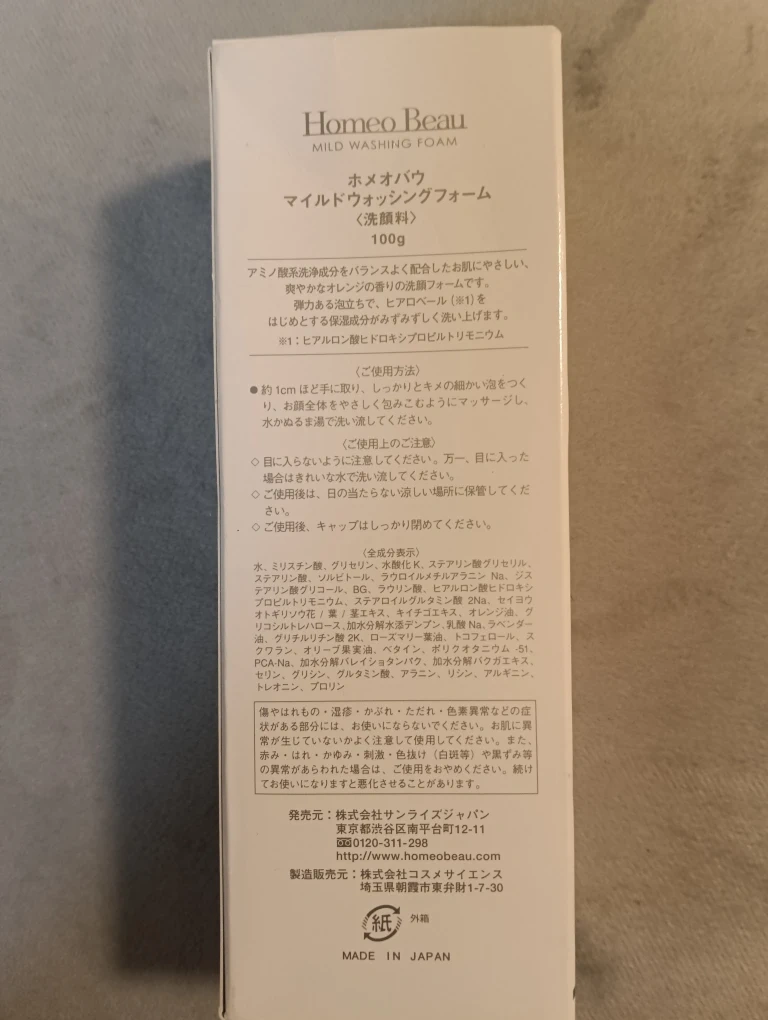 Homeo Beau
MILD WASHING FOAM
ホメオバウ
マイルドウォッシングフォーム
〈洗顔料〉
100g
アミノ酸系洗浄成分をバランスよく配合したお肌にやさしい、
爽やかなオレンジの香りの洗顔フォームです。
弾力ある泡立ちで、ヒアロベール（※1）を
はじめとする保湿成分がみずみずしく洗い上げます。
※1：ヒアルロン酸ヒドロキシプロピルトリモニウム
〈ご使用方法〉
●約1cmほど手に取り、しっかりとキメの細かい泡をつく
り、お顔全体をやさしく包みこむようにマッサージし、
水かぬるま湯で洗い流してください。
〈ご使用上のご注意〉
◇目に入らないように注意してください。万一、目に入った
場合はきれいな水で洗い流してください。
◇ご使用後は、日の当たらない涼しい場所に保管してくだ
さい。
◇ご使用後、キャップはしっかり閉めてください。
〈全成分表示〉
水、ミリスチン酸、グリセリン、水酸化K、ステアリン酸グリセリル、
ステアリン酸、ソルビトール、ラウロイルメチルアラニンNa、ジス
テアリン酸グリコール、BG、ラウリン酸、ヒアルロン酸ヒドロキシ
プロピルトリモニウム、ステアロイルグルタミン酸2Na、セイヨウ
オトギリソウ花/葉/茎エキス、キイチゴエキス、オレンジ油、グ
リコシルトレハロース、加水分解水添デンプン、乳酸Na、ラベンダー
油、グリチルリチン酸2K、ローズマリー葉油、トコフェロール、ス
クワラン、オリーブ果実油、ベタイン、ポリクオタニウム-51、
PCA-Na、加水分解バレイショタンパク、加水分解バクガエキス、
セリン、グリシン、グルタミン酸、アラニン、リシン、アルギニン、
トレオニン、プロリン
傷やはれもの・湿疹・かぶれ・ただれ・色素異常などの症
状がある部分には、お使いにならないでください。お肌に異
常が生じていないかよく注意して使用してください。また、
赤み・はれ・かゆみ・刺激・色抜け（白斑等）や黒ずみ等
の異常があらわれた場合は、ご使用をおやめください。続け
てお使いになりますと悪化させることがあります。
発売元：株式会社サンライズジャパン
東京都渋谷区南平台町12-11
0120-311-298
http://www.homeobeau.com
製造販売元：株式会社コスメサイエンス
埼玉県朝霞市東弁財1-7-30
紙 外箱
MADE IN JAPAN